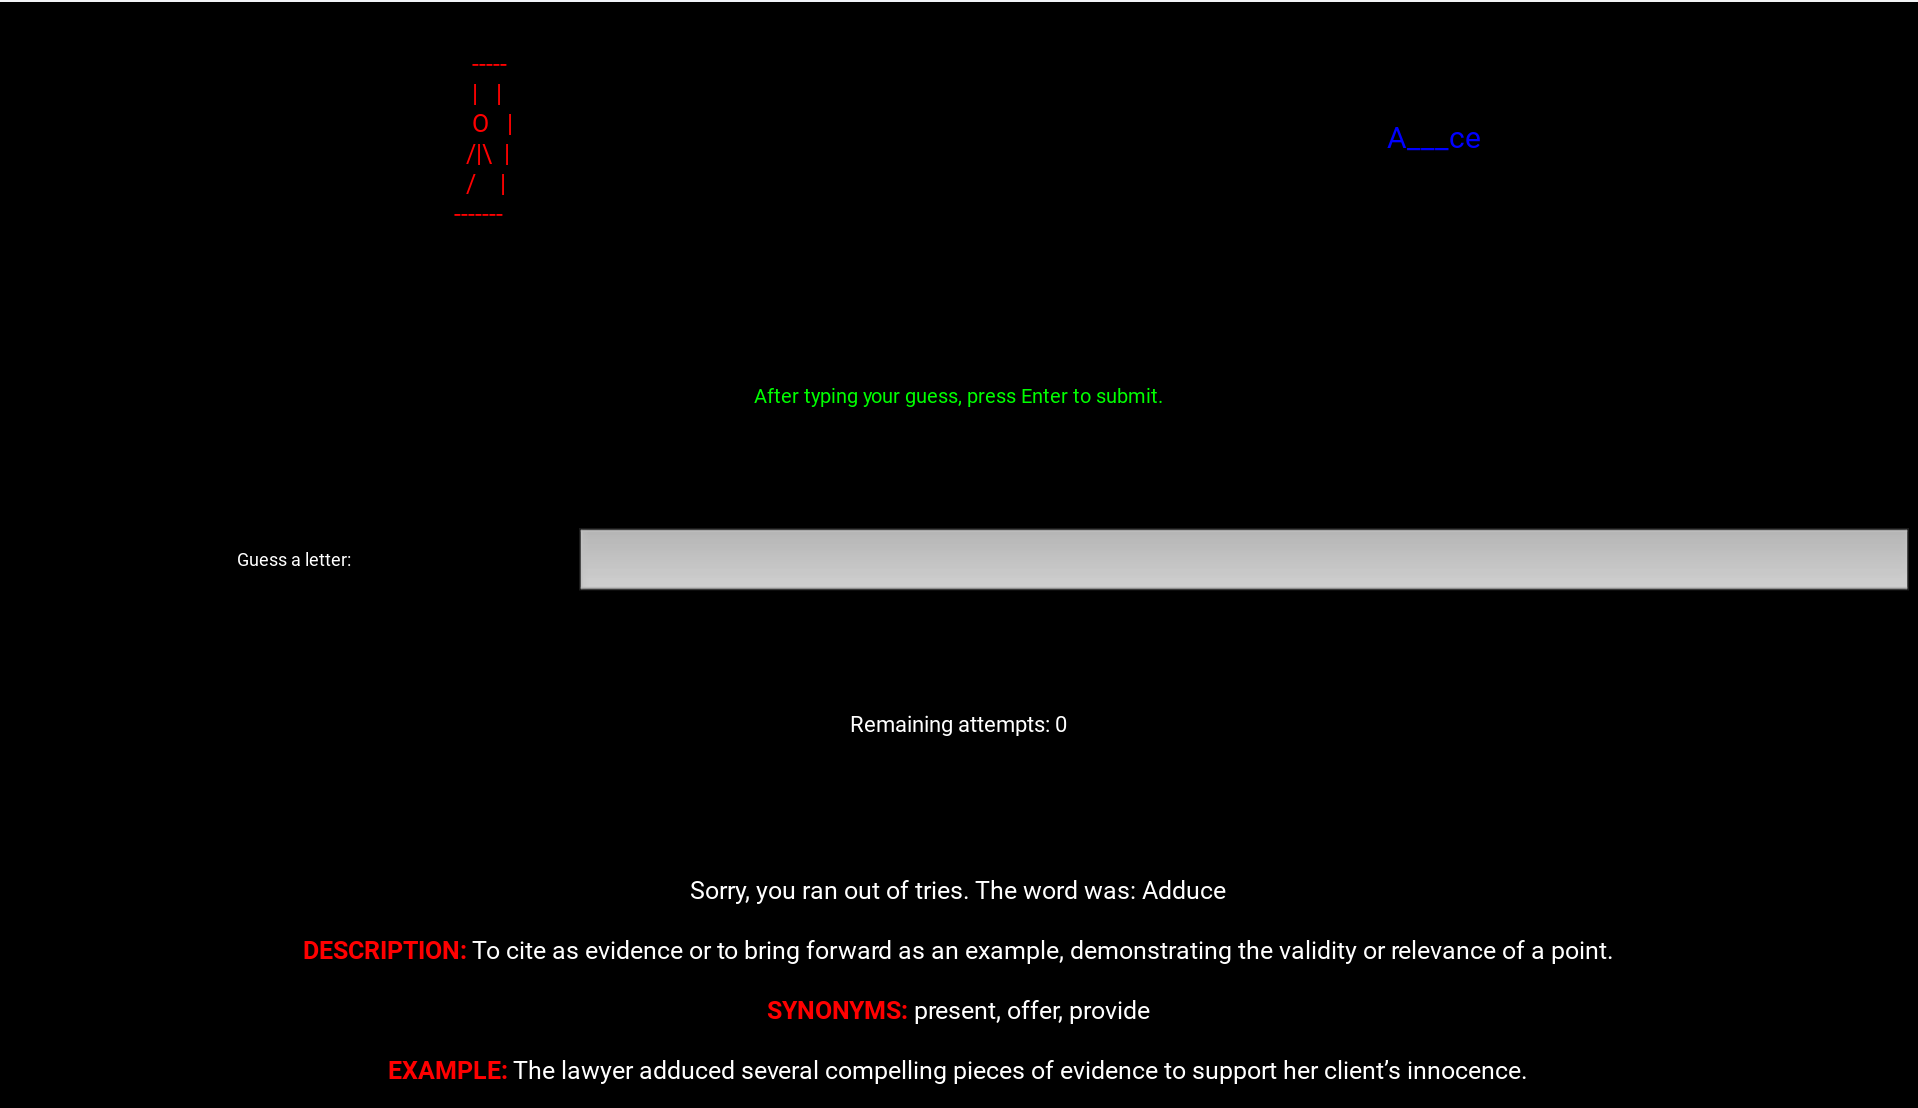 -----
|   |
O   |
/|\  |
/    |
-------
A___ce
After typing your guess, press Enter to submit.
Guess a letter:
Remaining attempts: 0
Sorry, you ran out of tries. The word was: Adduce
DESCRIPTION: To cite as evidence or to bring forward as an example, demonstrating the validity or relevance of a point.
SYNONYMS: present, offer, provide
EXAMPLE: The lawyer adduced several compelling pieces of evidence to support her client’s innocence.